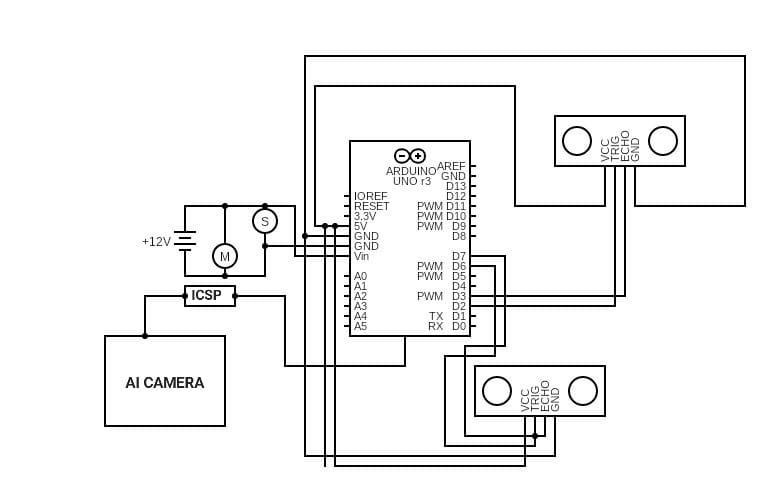 VCC
TRIG
ECHO
GND
ARDUINO
UNO r3
AREF
GND
D13
IOREF D12
RESET PWM D11
3.3V PWM D10
5V PWM D9
GND D8
GND
Vin D7
PWM D6
A0 PWM D5
A1 D4
A2 PWM D3
A3 D2
A4 TX D1
A5 RX D0
+12V
S
M
ICSP
AI CAMERA
VCC
TRIG
ECHO
GND